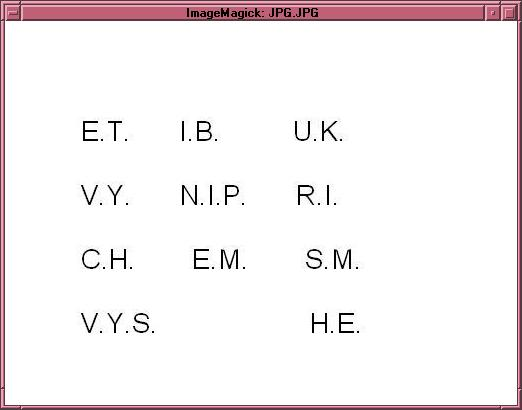 ImageMagick: JPG.JPG
E.T. I.B. U.K.
V.Y. N.I.P. R.I.
C.H. E.M. S.M.
V.Y.S. H.E.